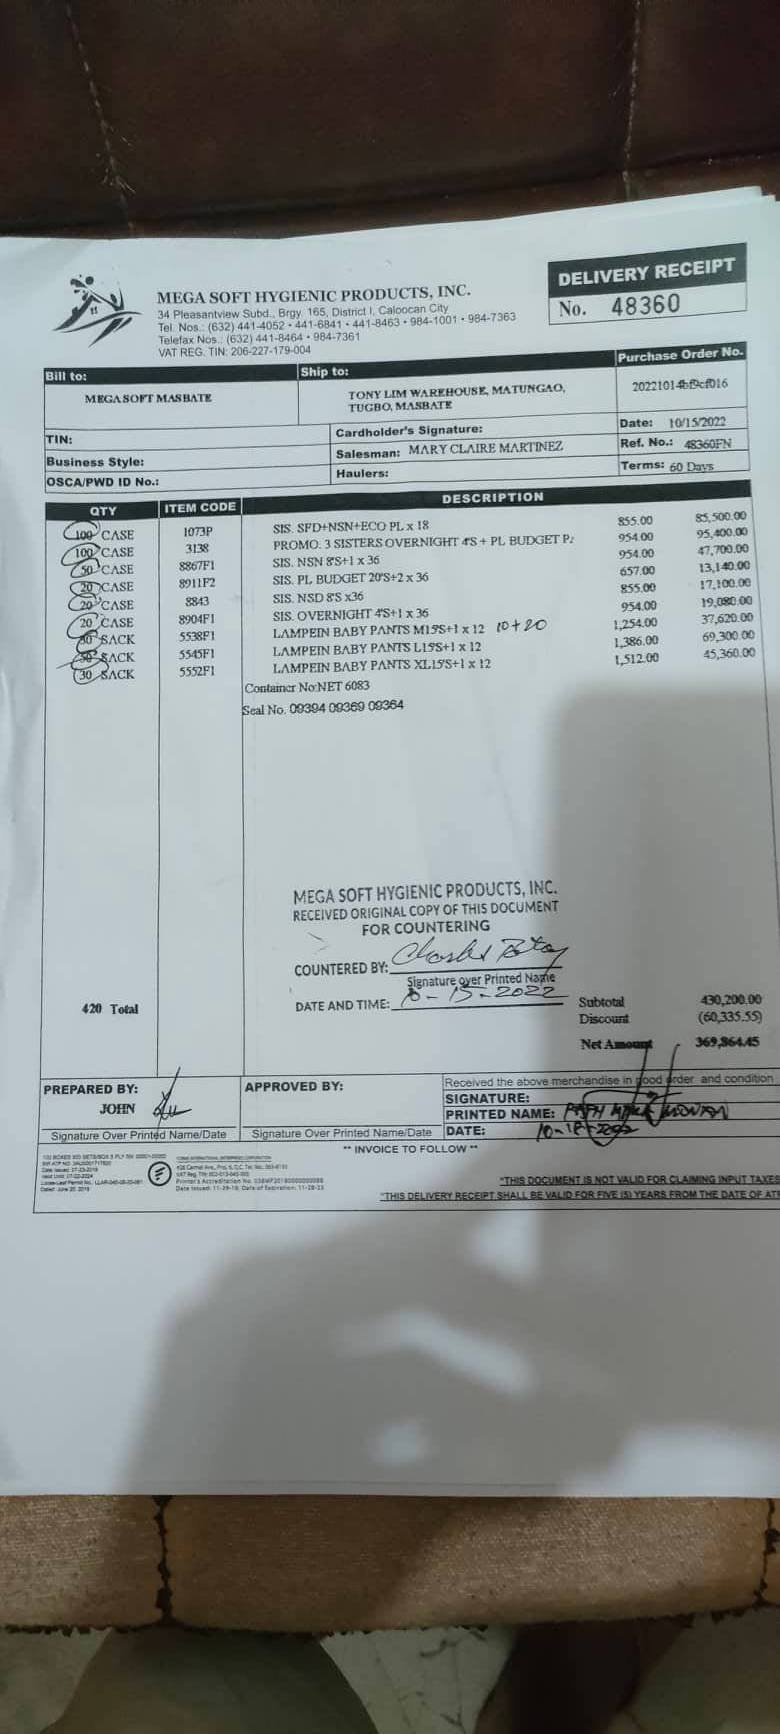 MEGA SOFT HYGIENIC PRODUCTS, INC.
34 Pleasantview Subd., Brgy. 165, District I, Caloocan City
Tel. Nos.: (632) 441-4052 • 441-6841 • 441-8463 • 984-1001 • 984-7363
Telefax Nos.: (632) 441-8464 • 984-7361
VAT REG. TIN: 206-227-179-004
DELIVERY RECEIPT
No. 48360
Bill to:
MEGASOFT MASBATE
Ship to:
TONY LIM WAREHOUSE, MATUNGAO,
TUGBO, MASBATE
Purchase Order No.
20221014bf9cf016
TIN:
Business Style:
OSCA/PWD ID No.:
Cardholder's Signature:
Salesman: MARY CLAIRE MARTINEZ
Haulers:
Date: 10/15/2022
Ref. No.: 48360FN
Terms: 60 Days
QTY ITEM CODE DESCRIPTION
100 CASE 1073P SIS. SFD+NSN+ECO PL x 18 855.00 85,500.00
100 CASE 3138 PROMO. 3 SISTERS OVERNIGHT 4'S + PL BUDGET P. 954.00 95,400.00
50 CASE 8867F1 SIS. NSN 8'S+1 x 36 954.00 47,700.00
20 CASE 8911F2 SIS. PL BUDGET 20'S+2 x 36 657.00 13,140.00
20 CASE 8843 SIS. NSD 8'S x36 855.00 17,100.00
20 CASE 8904F1 SIS. OVERNIGHT 4'S+1 x 36 954.00 19,080.00
30 SACK 5538F1 LAMPEIN BABY PANTS M15'S+1 x 12 10+20 1,254.00 37,620.00
50 SACK 5545F1 LAMPEIN BABY PANTS L15'S+1 x 12 1,386.00 69,300.00
30 SACK 5552F1 LAMPEIN BABY PANTS XL15'S+1 x 12 1,512.00 45,360.00
Container No:NET 6083
Seal No. 09394 09369 09364
MEGA SOFT HYGIENIC PRODUCTS, INC.
RECEIVED ORIGINAL COPY OF THIS DOCUMENT
FOR COUNTERING
COUNTERED BY:
Signature over Printed Name
DATE AND TIME: 10-15-2022
420 Total
Subtotal 430,200.00
Discount (60,335.55)
Net Amount 369,864.45
PREPARED BY:
JOHN
Signature Over Printed Name/Date
APPROVED BY:
Signature Over Printed Name/Date
Received the above merchandise in good order and condition
SIGNATURE:
PRINTED NAME:
DATE: 10-18-2022
** INVOICE TO FOLLOW **
"THIS DOCUMENT IS NOT VALID FOR CLAIMING INPUT TAXES
"THIS DELIVERY RECEIPT SHALL BE VALID FOR FIVE (5) YEARS FROM THE DATE OF AT